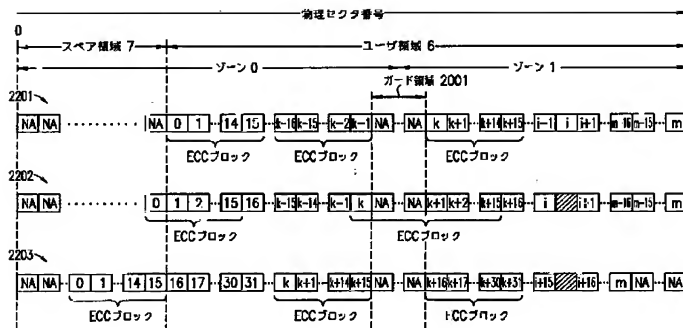 物理セクタ番号
0
スペア領域 7 ユーザ領域 6
ゾーン 0 ゾーン 1
ガード領域 2001
2201
NA NA ········· NA 0 1 ··· 14 15 ··· k-16 k-15 ··· k-2 k-1 NA ··· NA k k+1 ··· k+14 k+15 ··· i-1 i i+1 ··· m-16 m-15 ··· m
ECCブロック ECCブロック ECCブロック
2202
NA NA ········· 0 1 2 ··· 15 16 ··· k-15 k-14 ··· k-1 k NA ··· NA k+1 k+2 ··· k+15 k+16 ··· i i+1 ··· m-16 m-15 ··· m
ECCブロック ECCブロック
2203
NA NA ··· 0 1 ··· 14 15 16 17 ··· 30 31 ··· k k+1 ··· k+14 k+15 NA ··· NA k+16 k+17 ··· k+30 k+31 ··· i+15 i+16 ··· m NA ··· NA
ECCブロック ECCブロック ECCブロック